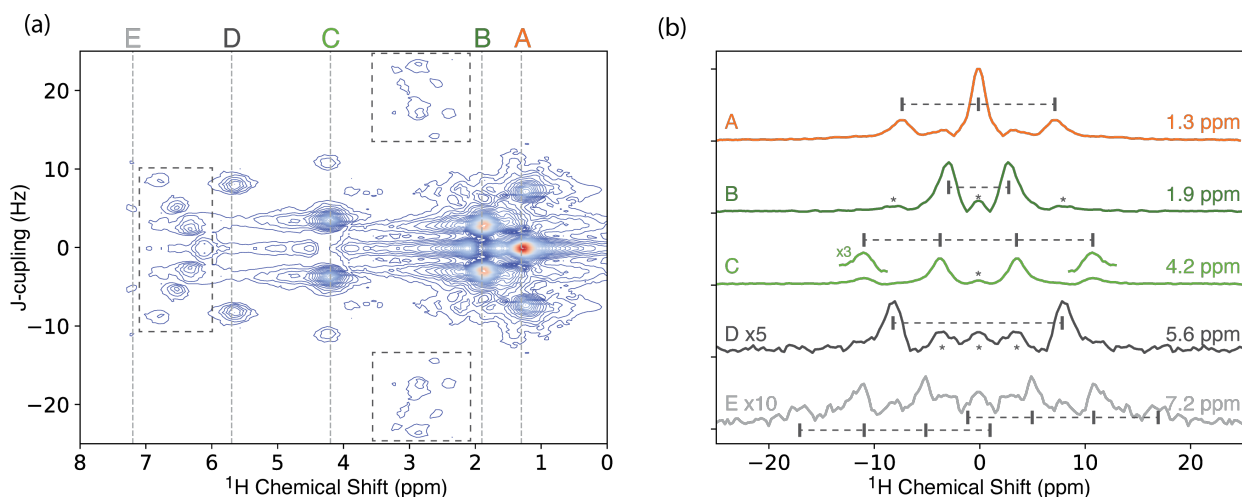 (a)
E D C B A
J-coupling (Hz)
20
10
0
−10
−20
8 7 6 5 4 3 2 1 0
¹H Chemical Shift (ppm)
(b)
A 1.3 ppm
B * * * 1.9 ppm
x3
C * 4.2 ppm
D x5 * * * 5.6 ppm
E x10 7.2 ppm
−20 −10 0 10 20
¹H Chemical Shift (ppm)